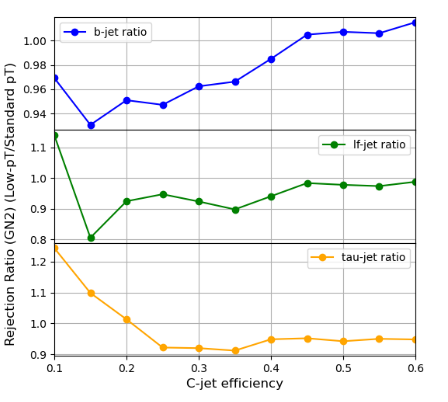 b-jet ratio
1.00
0.98
0.96
0.94
lf-jet ratio
1.1
1.0
0.9
0.8
tau-jet ratio
1.2
1.1
1.0
0.9
0.1 0.2 0.3 0.4 0.5 0.6
C-jet efficiency
Rejection Ratio (GN2) (Low-pT/Standard pT)